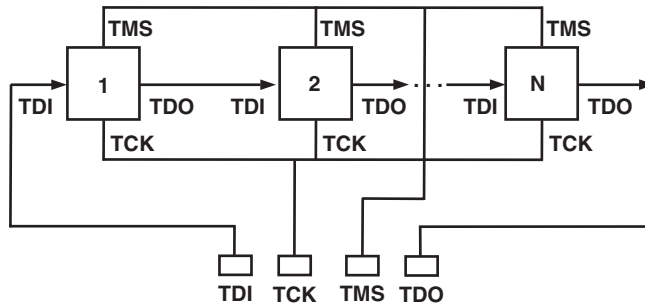 TMS TMS TMS
1 2 ... N
TDI TDO TDI TDO TDI TDO
TCK TCK TCK
TDI TCK TMS TDO